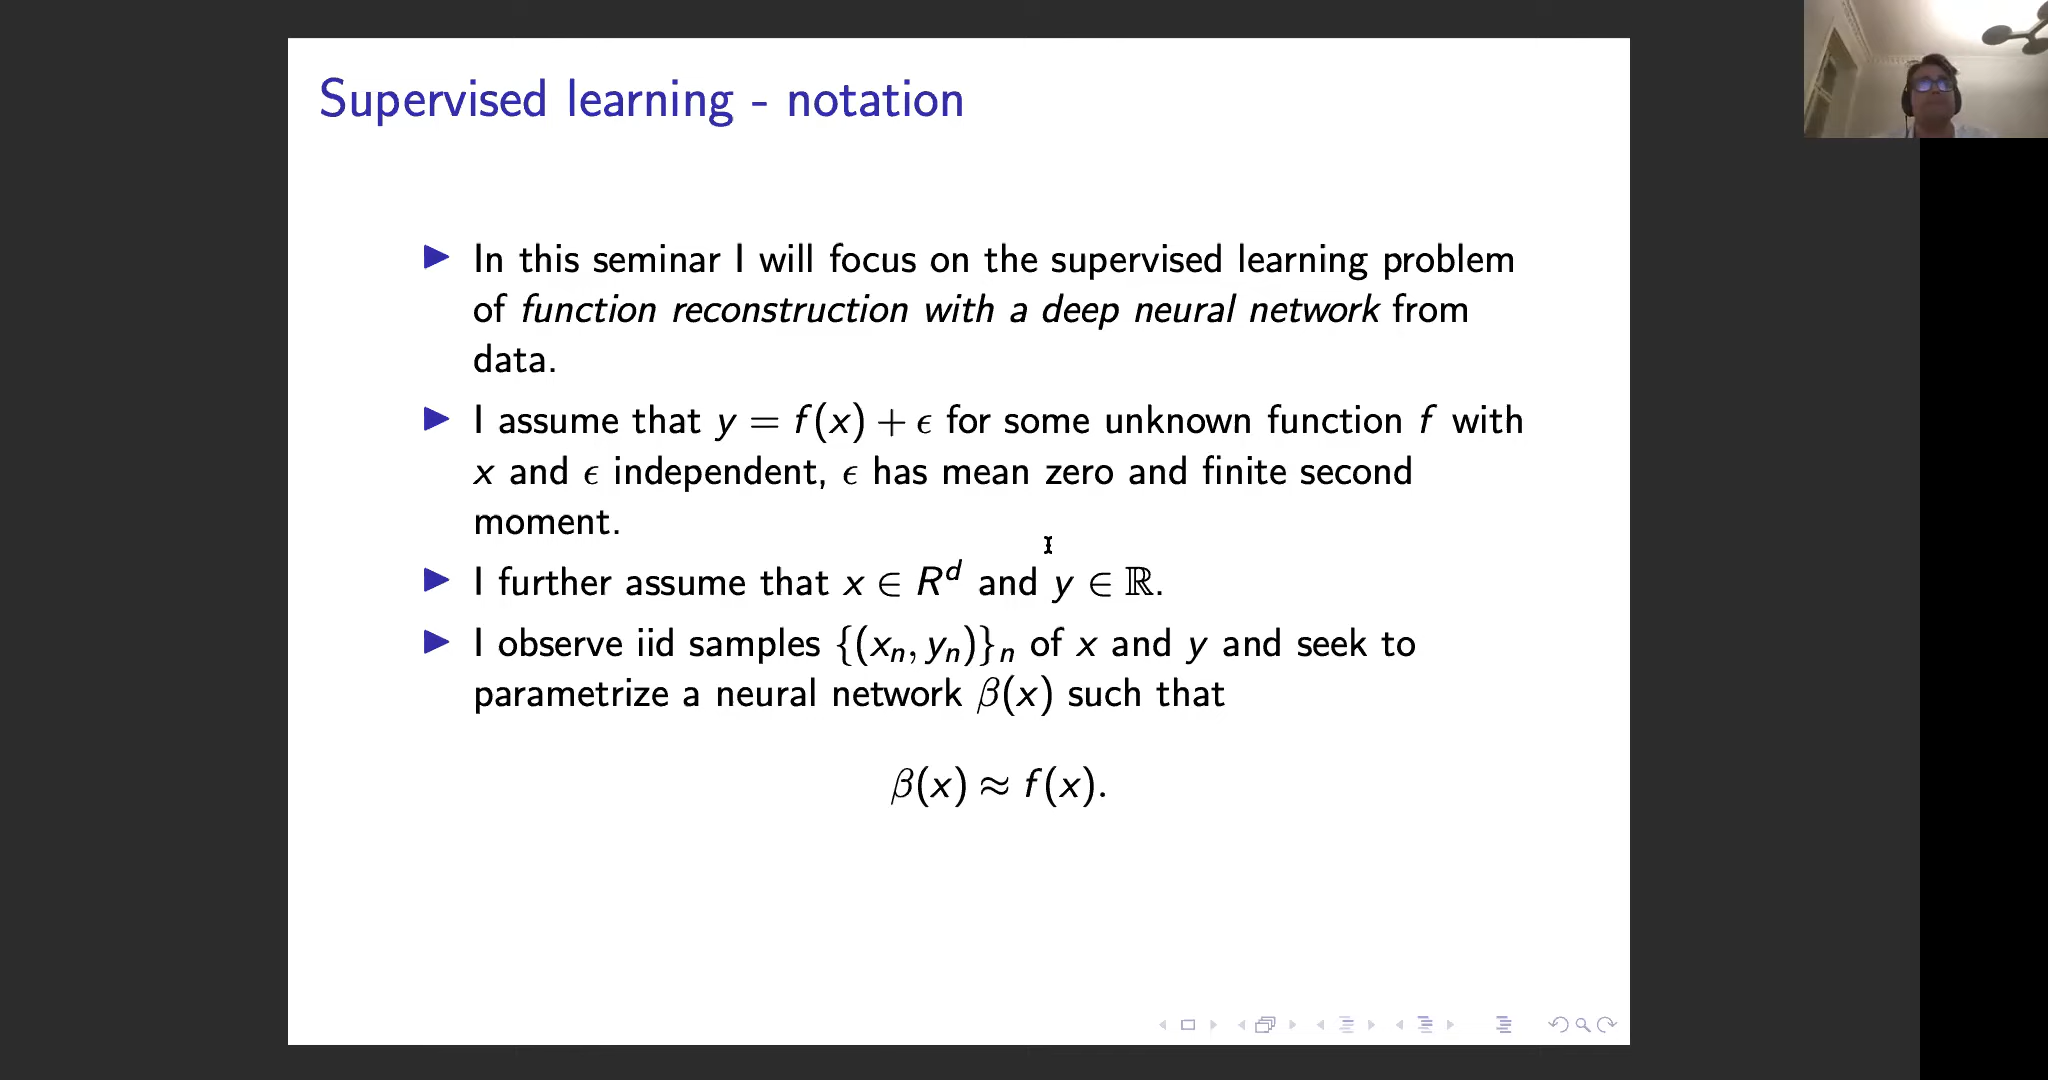 Supervised learning - notation
In this seminar I will focus on the supervised learning problem
of function reconstruction with a deep neural network from
data.
I assume that y = f(x) + ϵ for some unknown function f with
x and ϵ independent, ϵ has mean zero and finite second
moment.
I further assume that x ∈ R^d and y ∈ ℝ.
I observe iid samples {(x_n, y_n)}_n of x and y and seek to
parametrize a neural network β(x) such that
β(x) ≈ f(x).